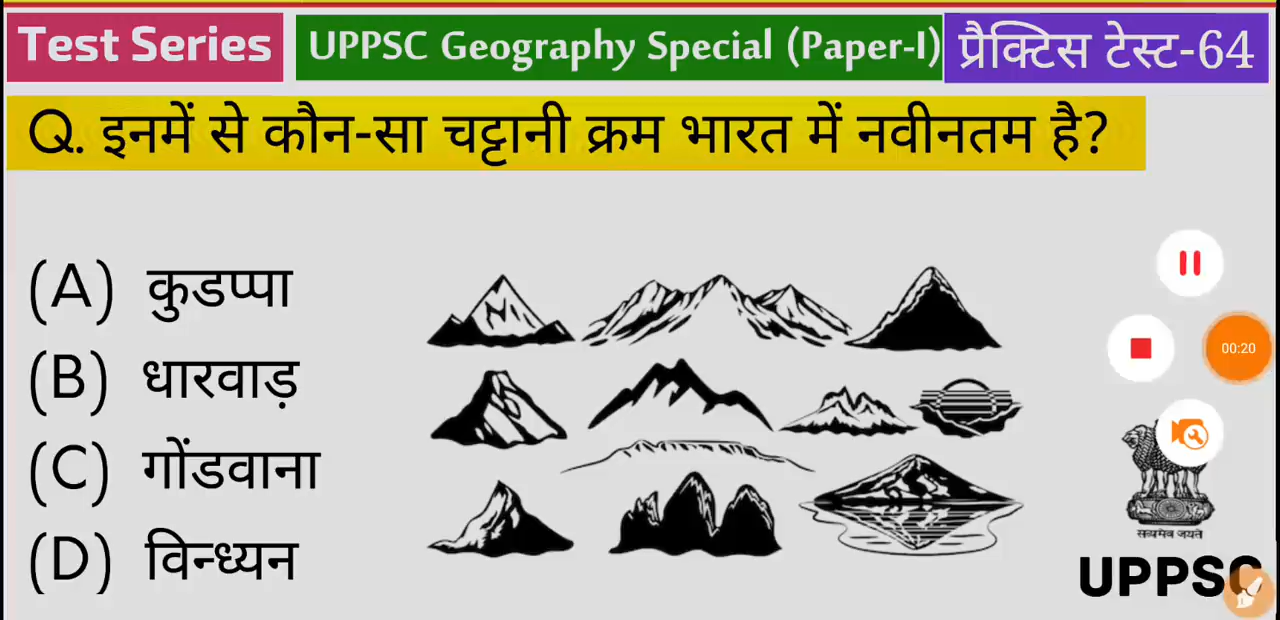 Test Series
UPPSC Geography Special (Paper-I)
प्रैक्टिस टेस्ट-64
Q. इनमें से कौन-सा चट्टानी क्रम भारत में नवीनतम है?
(A) कुडप्पा
(B) धारवाड़
(C) गोंडवाना
(D) विन्ध्यन
00:20
सत्यमेव जयते
UPPSC